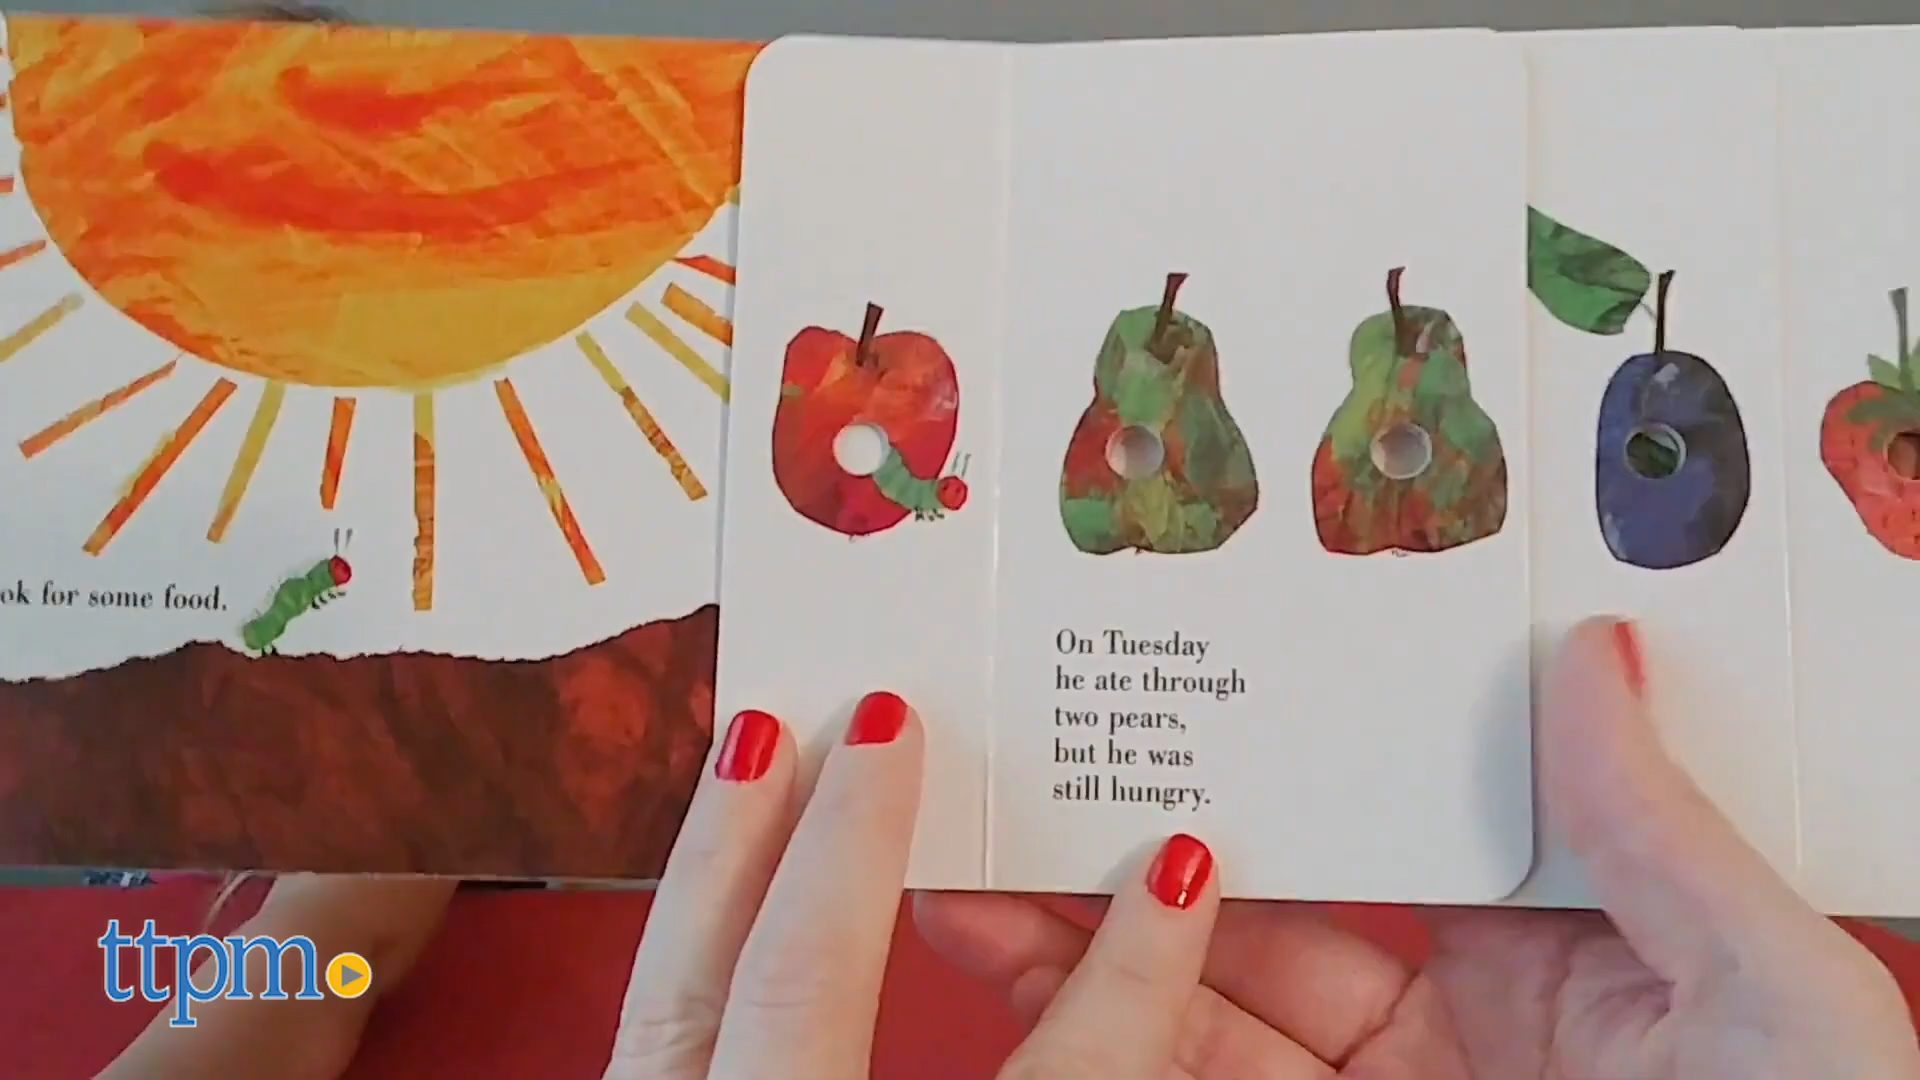 ok for some food.
On Tuesday
he ate through
two pears,
but he was
still hungry.
ttpm